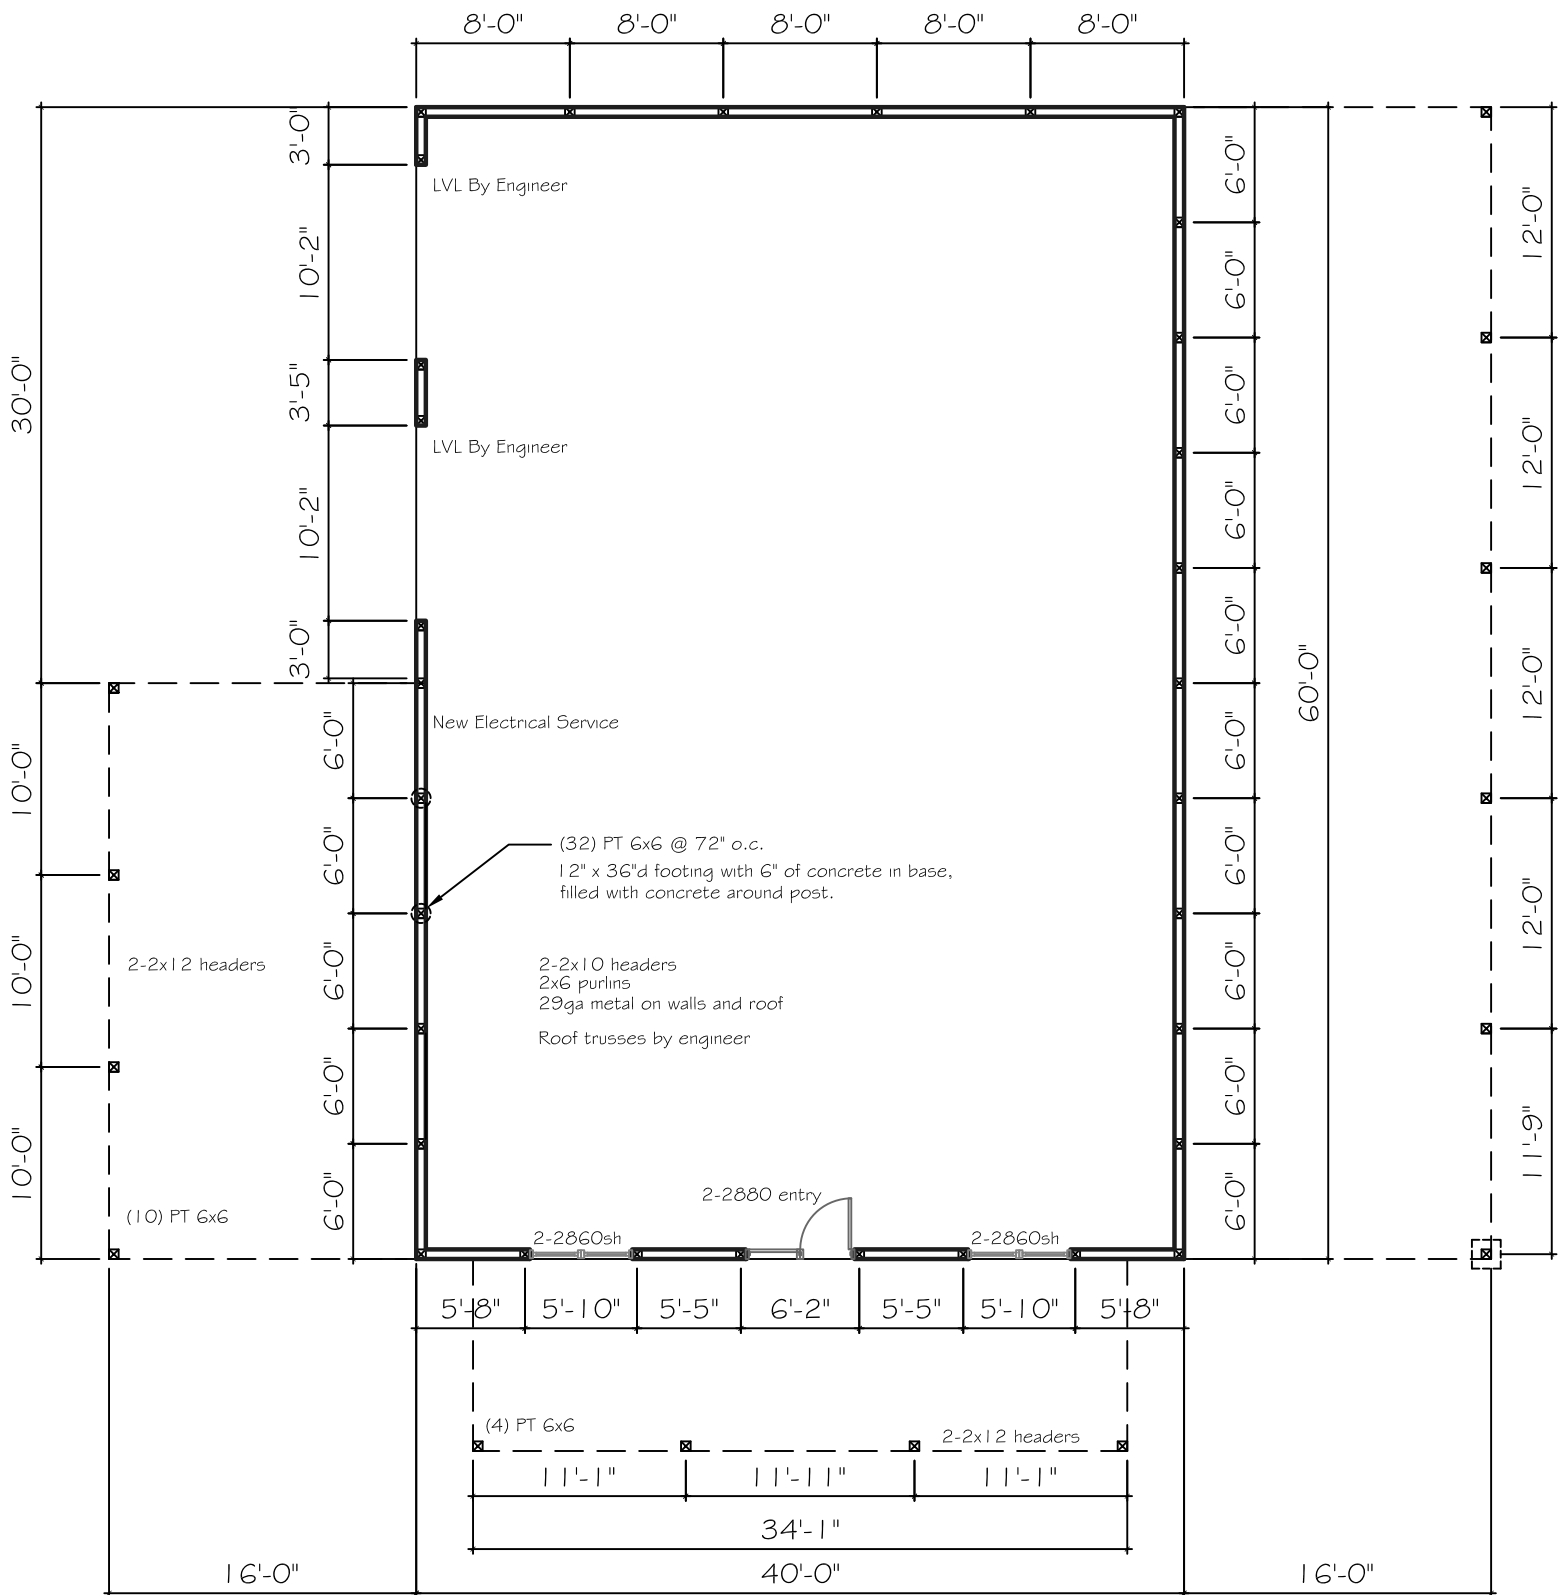 8'-0" 8'-0" 8'-0" 8'-0" 8'-0"
3'-0"
10'-2"
3'-5"
10'-2"
3'-0"
30'-0"
10'-0"
10'-0"
10'-0"
6'-0"
6'-0"
6'-0"
6'-0"
6'-0"
LVL By Engineer
LVL By Engineer
New Electrical Service
(32) PT 6x6 @ 72" o.c.
12" x 36"d footing with 6" of concrete in base,
filled with concrete around post.
2-2x12 headers
2-2x10 headers
2x6 purlins
29ga metal on walls and roof
Roof trusses by engineer
(10) PT 6x6
2-2880 entry
2-2860sh
2-2860sh
6'-0"
6'-0"
6'-0"
6'-0"
6'-0"
6'-0"
6'-0"
6'-0"
6'-0"
6'-0"
60'-0"
12'-0"
12'-0"
12'-0"
12'-0"
11'-9"
5'-8" 5'-10" 5'-5" 6'-2" 5'-5" 5'-10" 5'-8"
(4) PT 6x6
2-2x12 headers
11'-1" 11'-11" 11'-1"
34'-1"
16'-0" 40'-0" 16'-0"